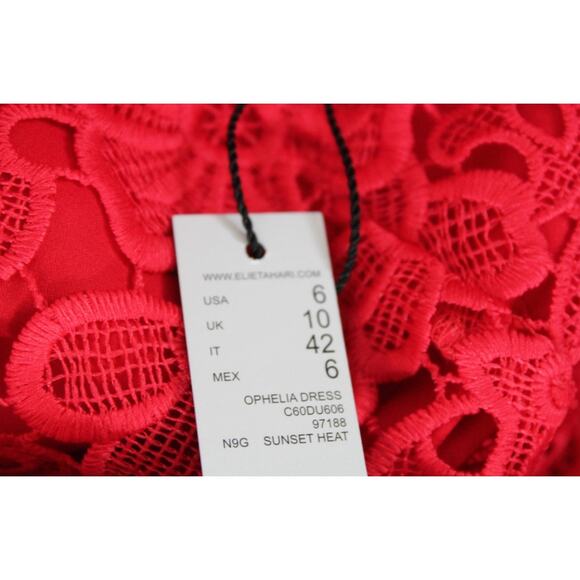 WWW.ELIETAHARI.COM
USA 6
UK 10
IT 42
MEX 6
OPHELIA DRESS
C60DU606
97188
N9G SUNSET HEAT